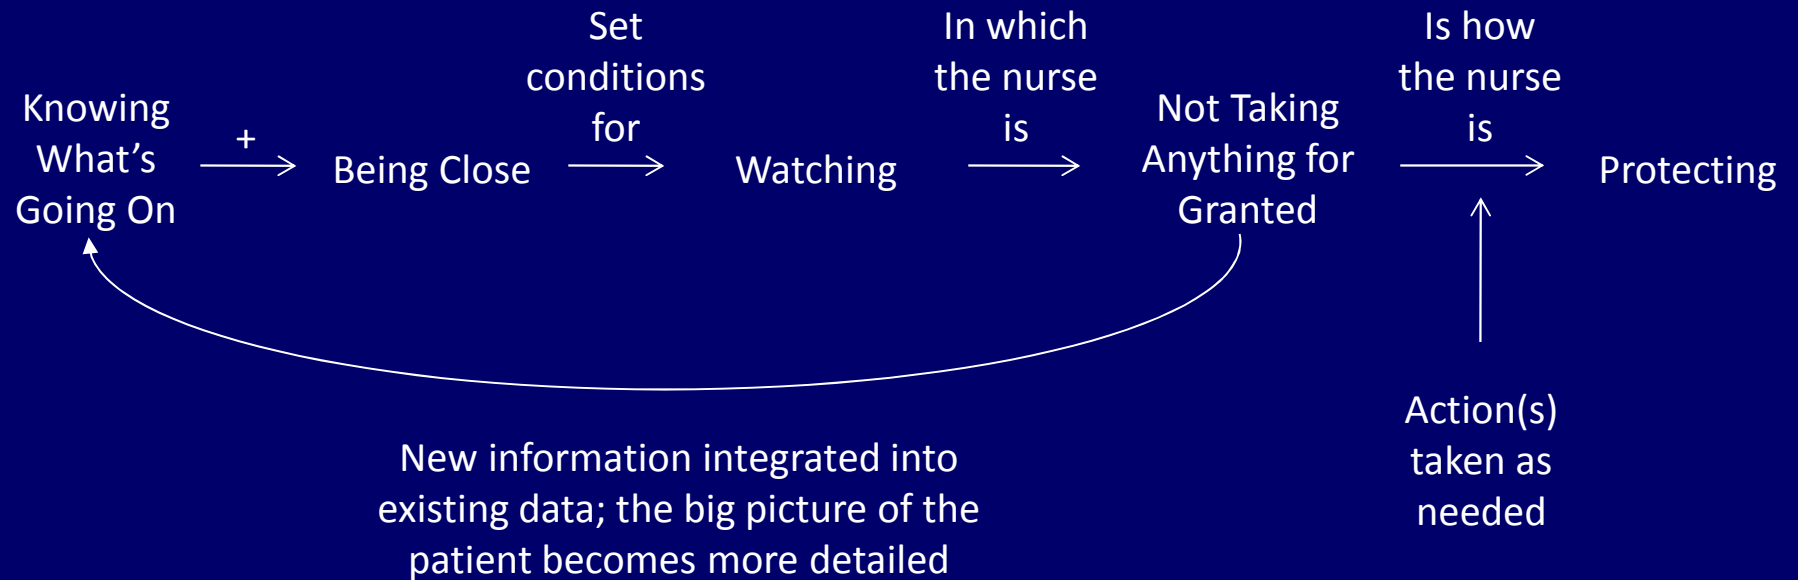 Knowing
What’s
Going On
+
Being Close
Set
conditions
for
Watching
In which
the nurse
is
Not Taking
Anything for
Granted
Is how
the nurse
is
Protecting
New information integrated into
existing data; the big picture of the
patient becomes more detailed
Action(s)
taken as
needed